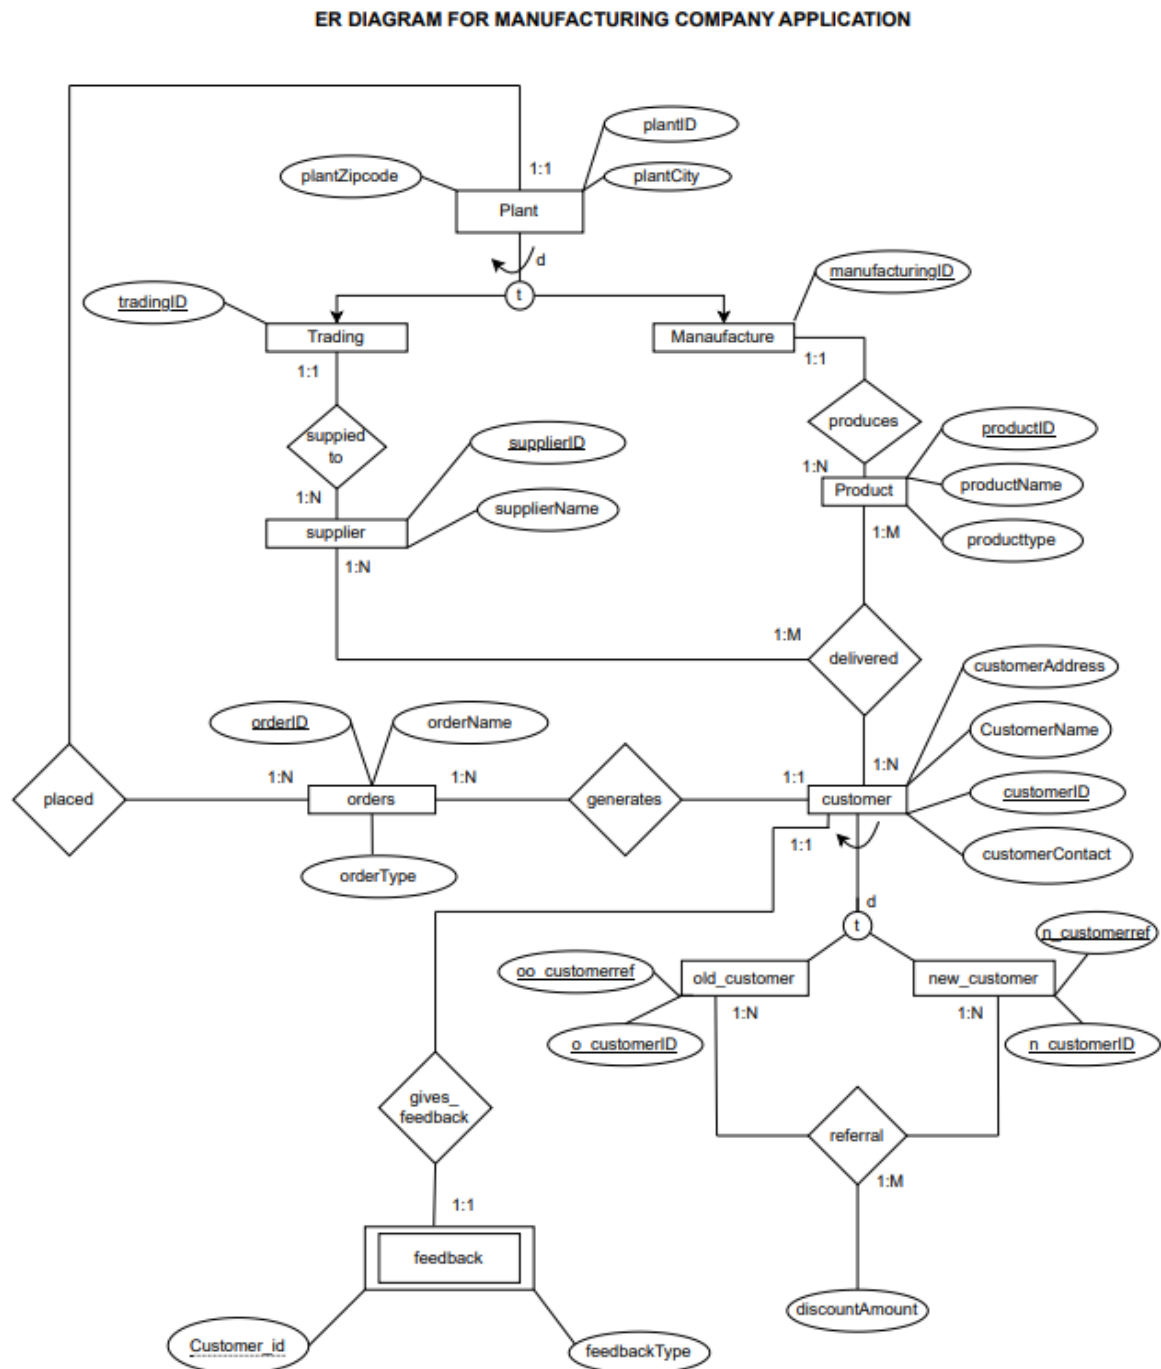 ER DIAGRAM FOR MANUFACTURING COMPANY APPLICATION
plantID
1:1
plantZipcode
plantCity
Plant
d
t
manufacturingID
tradingID
Trading
Manaufacture
1:1
1:1
suppied
to
produces
supplierID
productID
1:N
1:N
Product
productName
supplierName
supplier
1:N
1:M
producttype
1:M
delivered
customerAddress
orderID
orderName
CustomerName
placed
1:N
orders
1:N
generates
1:1
1:N
customer
customerID
1:1
customerContact
orderType
d
t
n_customerref
oo_customerref
old_customer
new_customer
1:N
1:N
o_customerID
n_customerID
gives_
feedback
referral
1:M
1:1
feedback
discountAmount
Customer_id
feedbackType